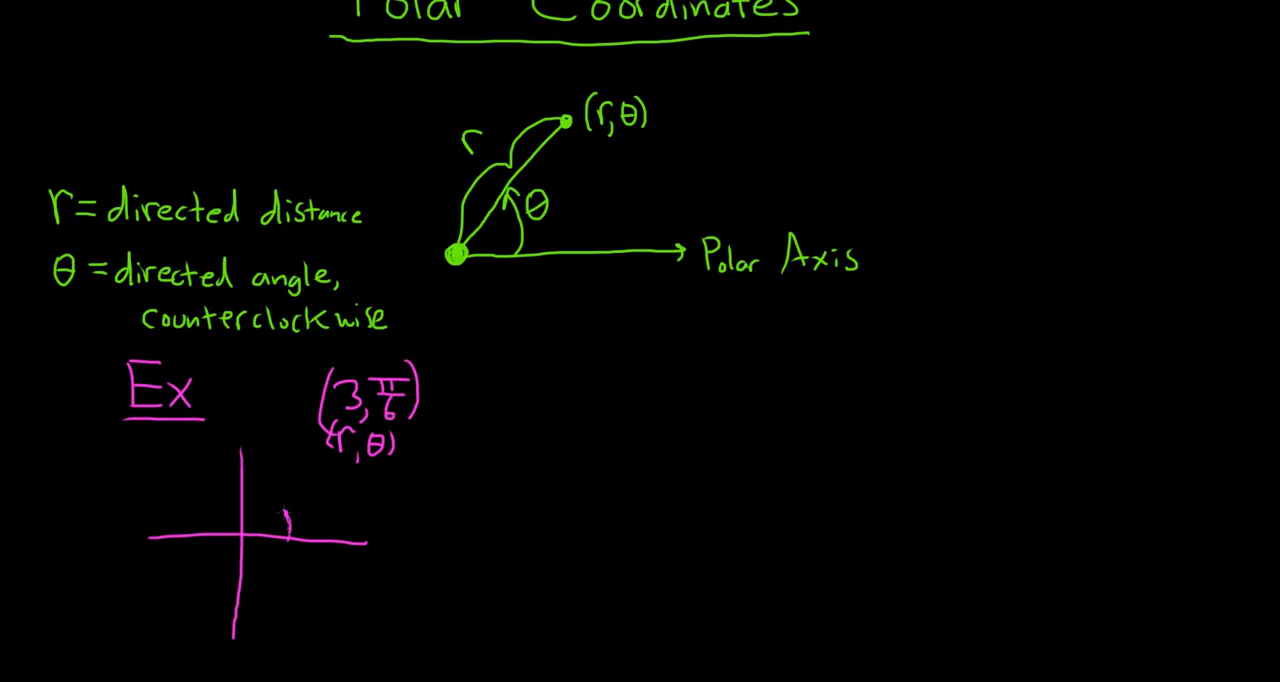 Polar Coordinates
(r, θ)
r
θ
r = directed distance
Polar Axis
θ = directed angle,
counterclockwise
Ex
(3, π/6)
(r, θ)